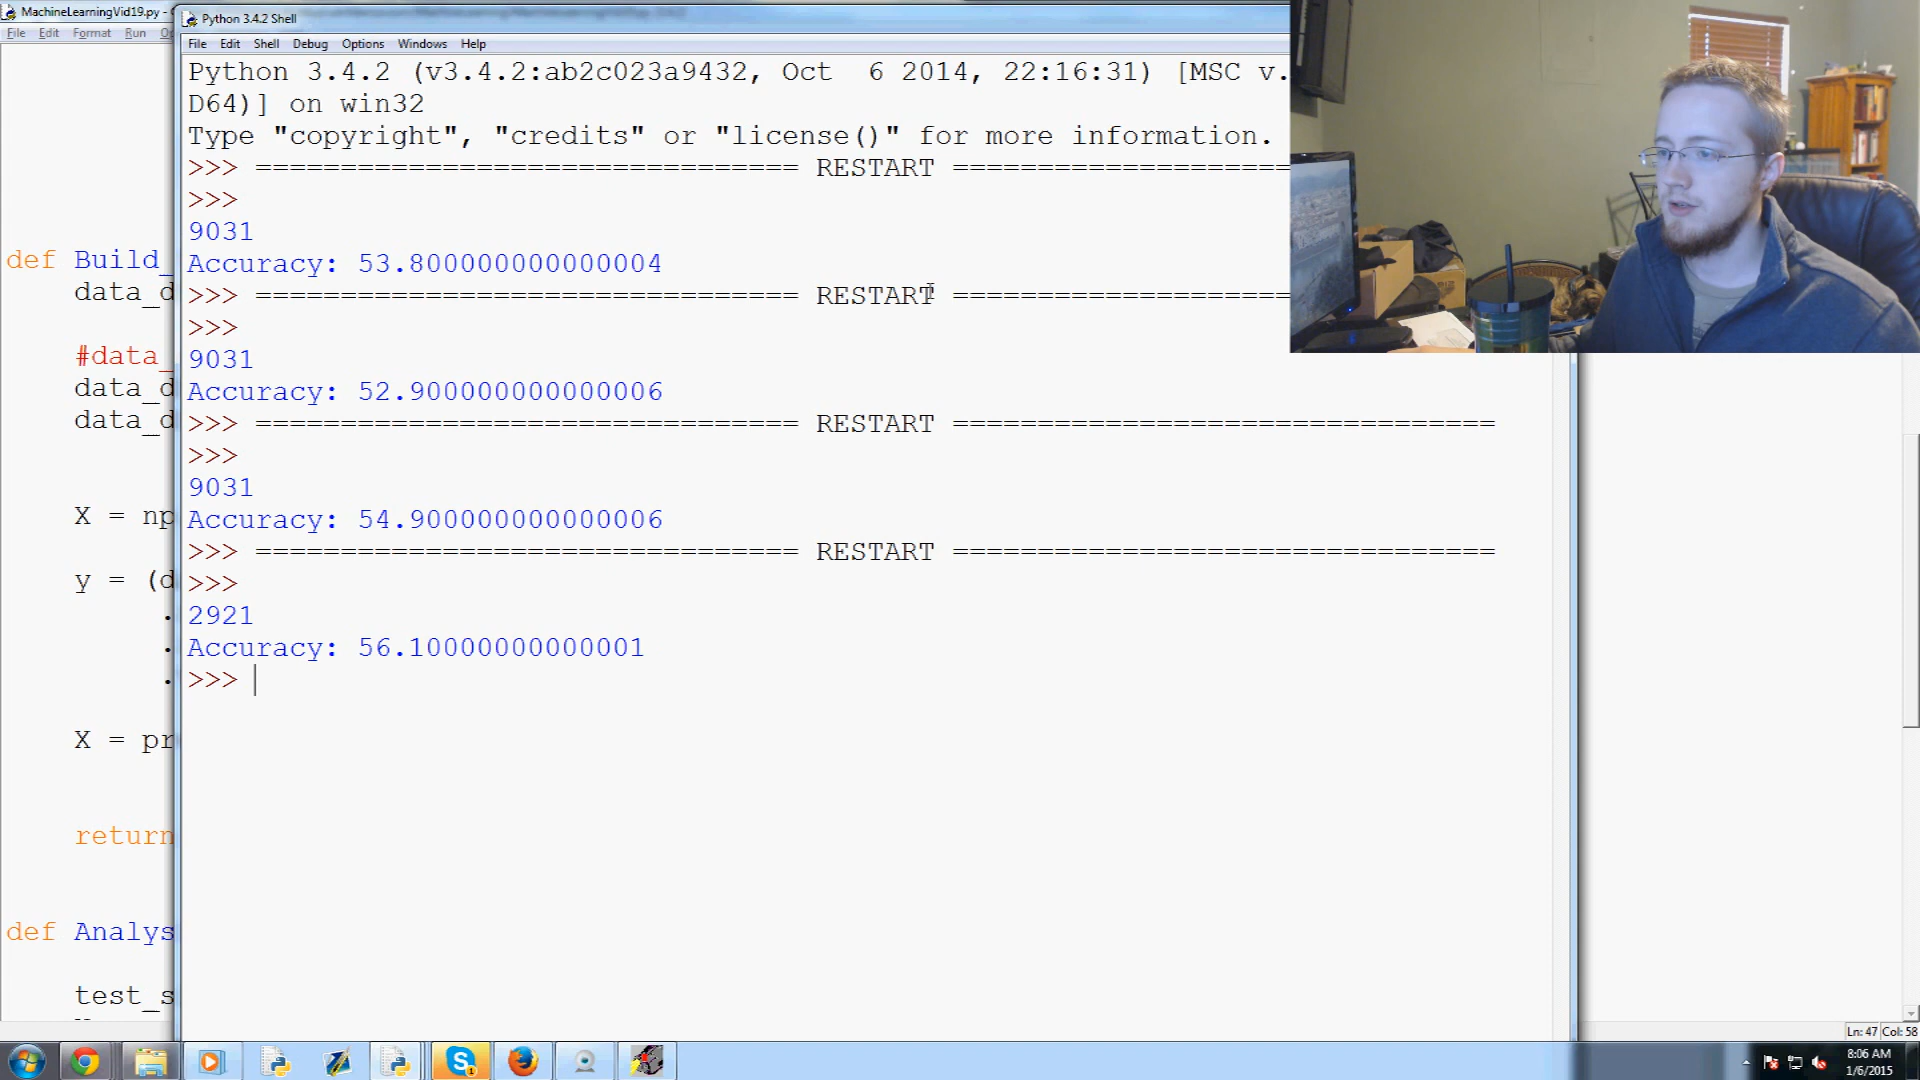 MachineLearningVid19.py -
File Edit Format Run
Python 3.4.2 Shell
File Edit Shell Debug Options Windows Help
Python 3.4.2 (v3.4.2:ab2c023a9432, Oct  6 2014, 22:16:31) [MSC v.
D64)] on win32
Type "copyright", "credits" or "license()" for more information.
>>> ================================ RESTART ====================
>>>
9031
Accuracy: 53.800000000000004
>>> ================================ RESTART ====================
>>>
9031
Accuracy: 52.900000000000006
>>> ================================ RESTART ================================
>>>
9031
Accuracy: 54.900000000000006
>>> ================================ RESTART ================================
>>>
2921
Accuracy: 56.10000000000001
>>>
def Build_
data_d
#data_
data_d
data_d
X = np
y = (d
.
.
.
X = pr
return
def Analys
test_s
Ln: 47 Col: 58
8:06 AM
1/6/2015